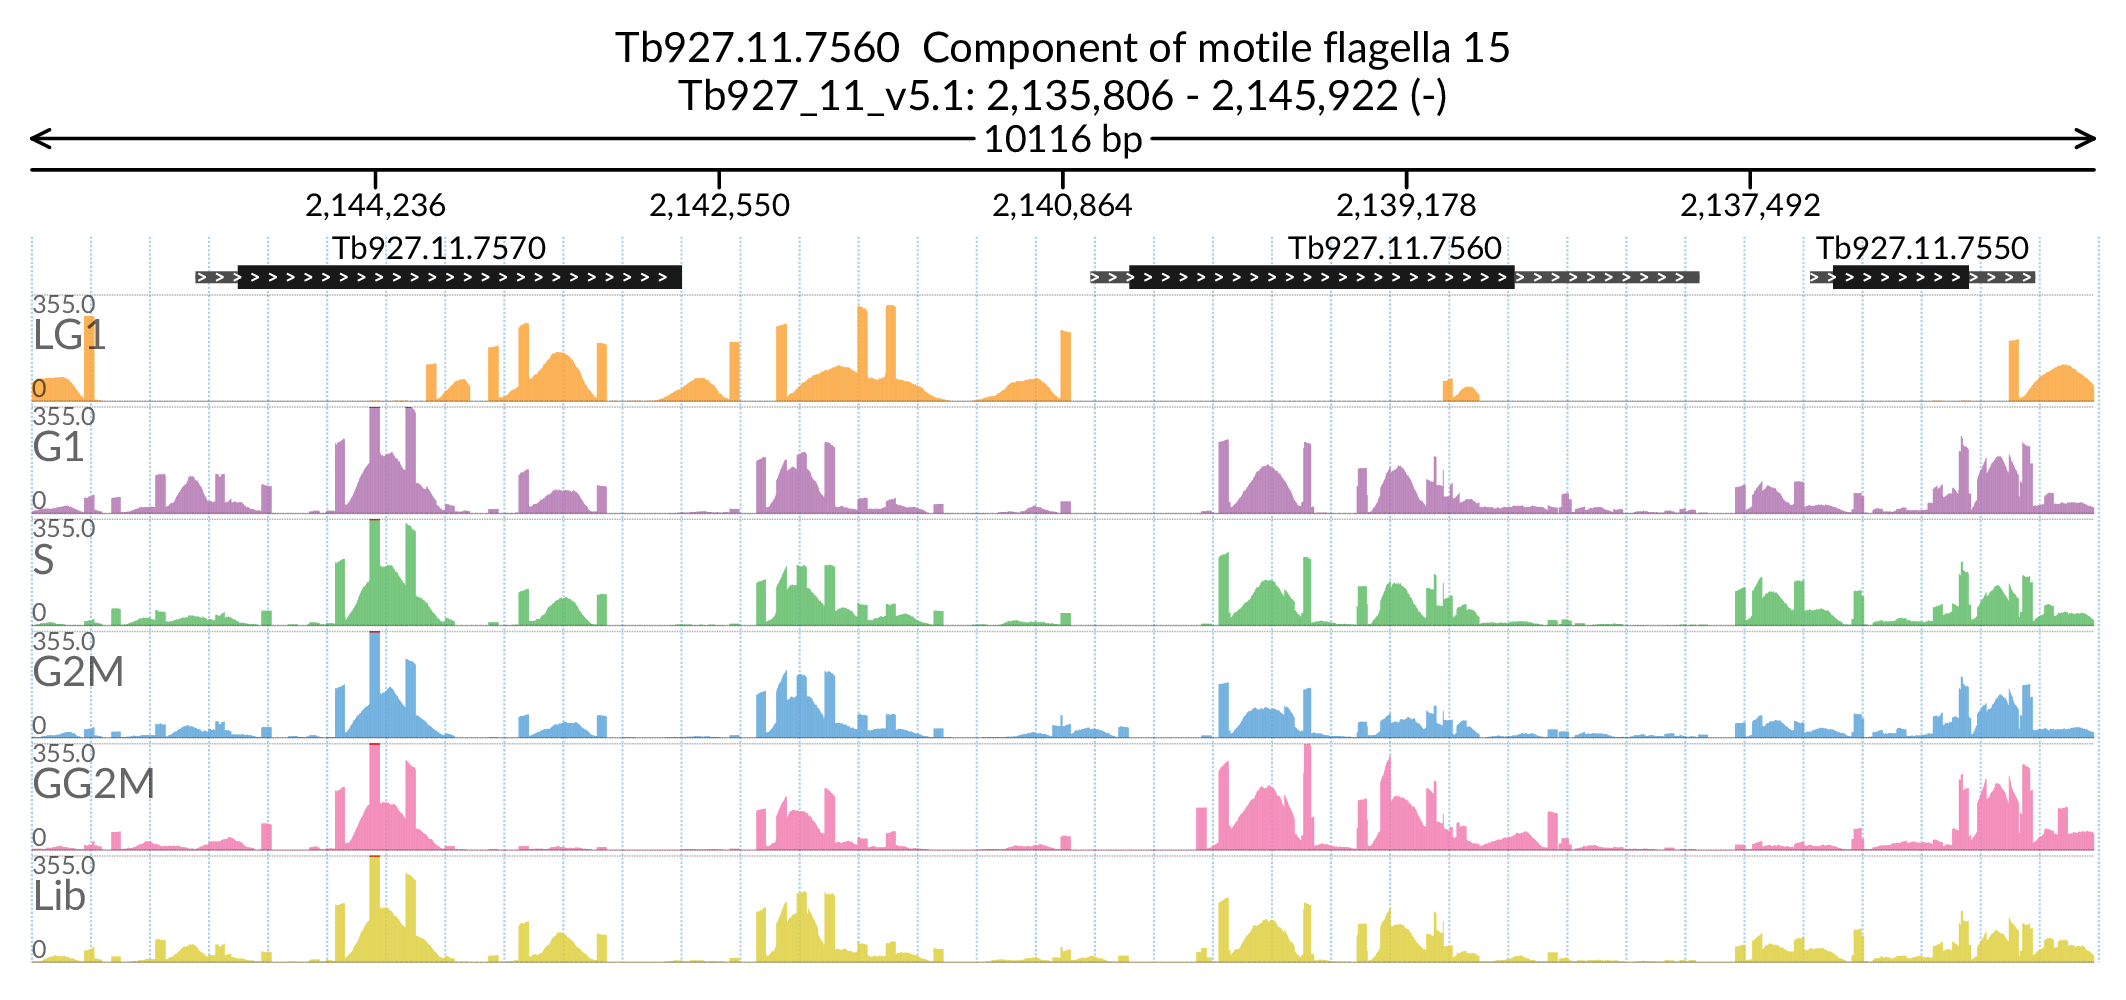 Tb927.11.7560  Component of motile flagella 15
Tb927_11_v5.1: 2,135,806 - 2,145,922 (-)
10116 bp
2,144,236 2,142,550 2,140,864 2,139,178 2,137,492
Tb927.11.7570 Tb927.11.7560 Tb927.11.7550
355.0
LG1
0
355.0
G1
0
355.0
S
0
355.0
G2M
0
355.0
GG2M
0
355.0
Lib
0